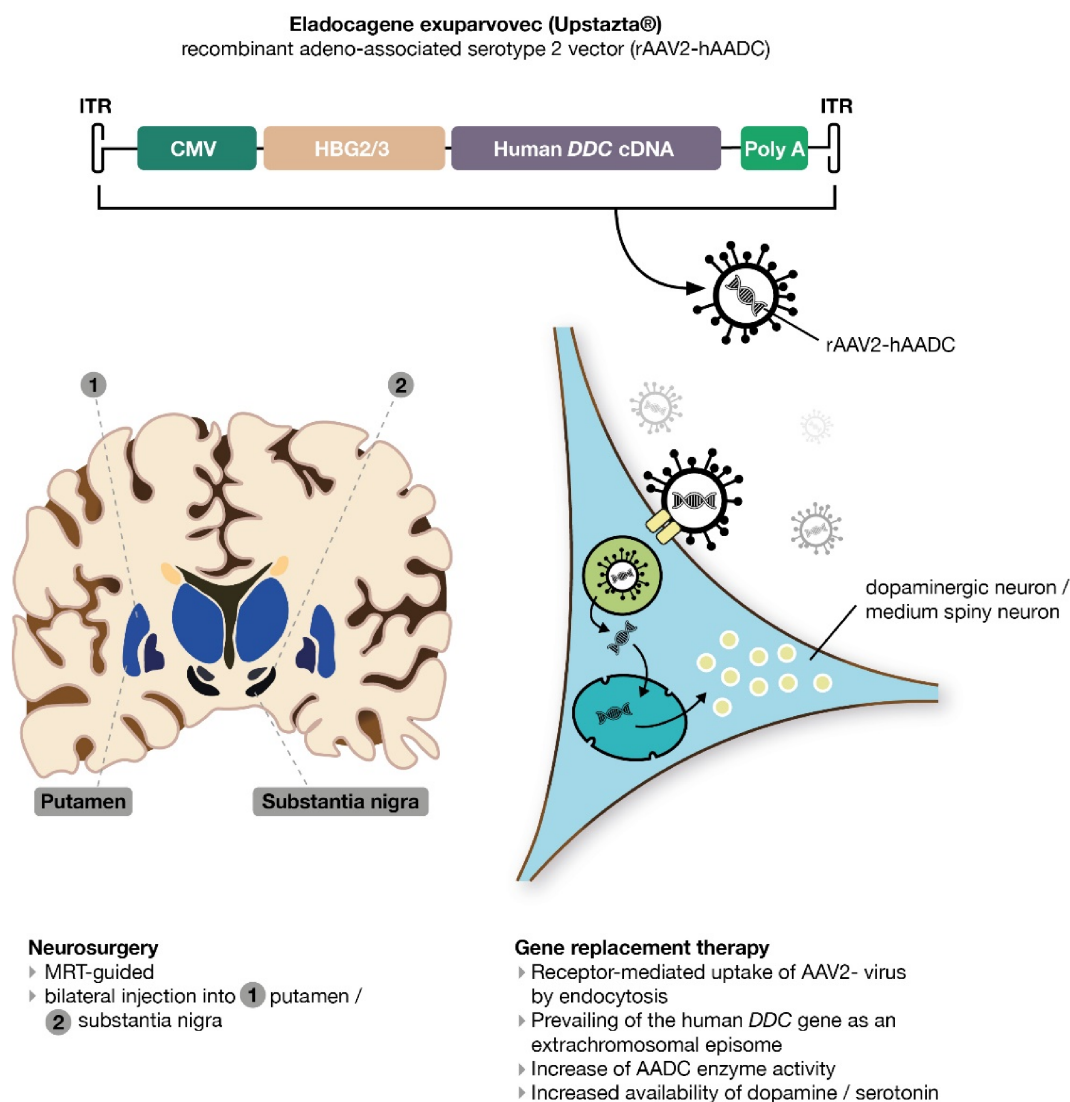 Eladocagene exuparvovec (Upstazta®)
recombinant adeno-associated serotype 2 vector (rAAV2-hAADC)
ITR
ITR
CMV
HBG2/3
Human DDC cDNA
Poly A
rAAV2-hAADC
1
2
dopaminergic neuron /
medium spiny neuron
Putamen
Substantia nigra
Neurosurgery
MRT-guided
bilateral injection into 1 putamen /
2 substantia nigra
Gene replacement therapy
Receptor-mediated uptake of AAV2- virus
by endocytosis
Prevailing of the human DDC gene as an
extrachromosomal episome
Increase of AADC enzyme activity
Increased availability of dopamine / serotonin